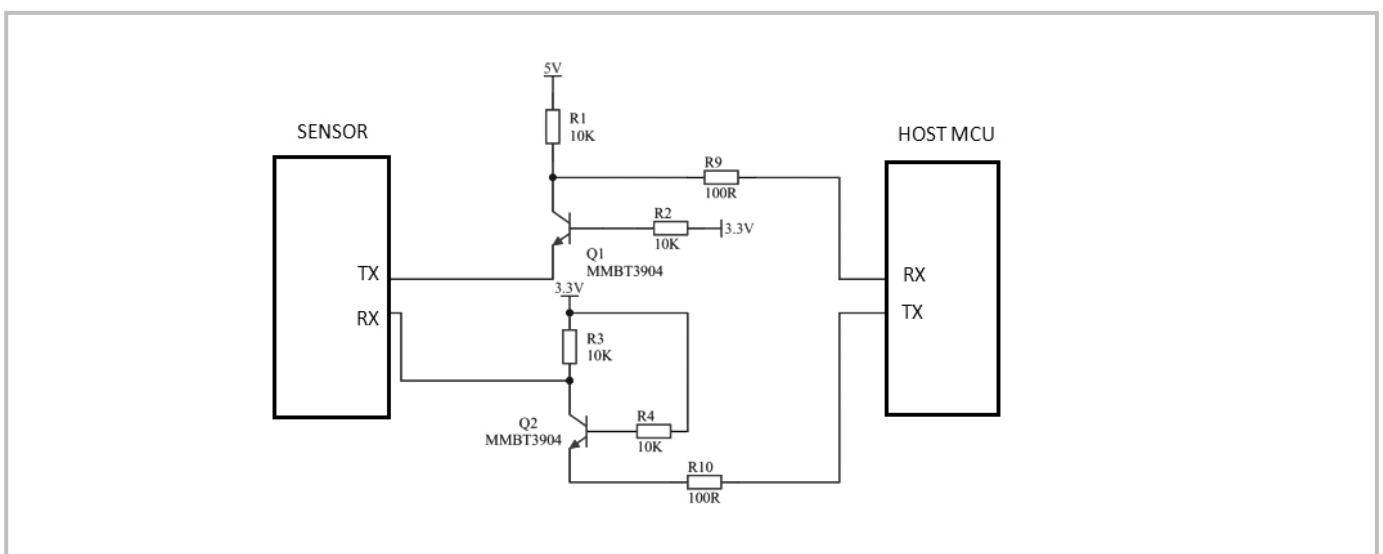 5V
R1
10K
SENSOR
HOST MCU
R9
100R
R2
10K
3.3V
Q1
MMBT3904
TX
RX
3.3V
RX
TX
R3
10K
Q2
MMBT3904
R4
10K
R10
100R